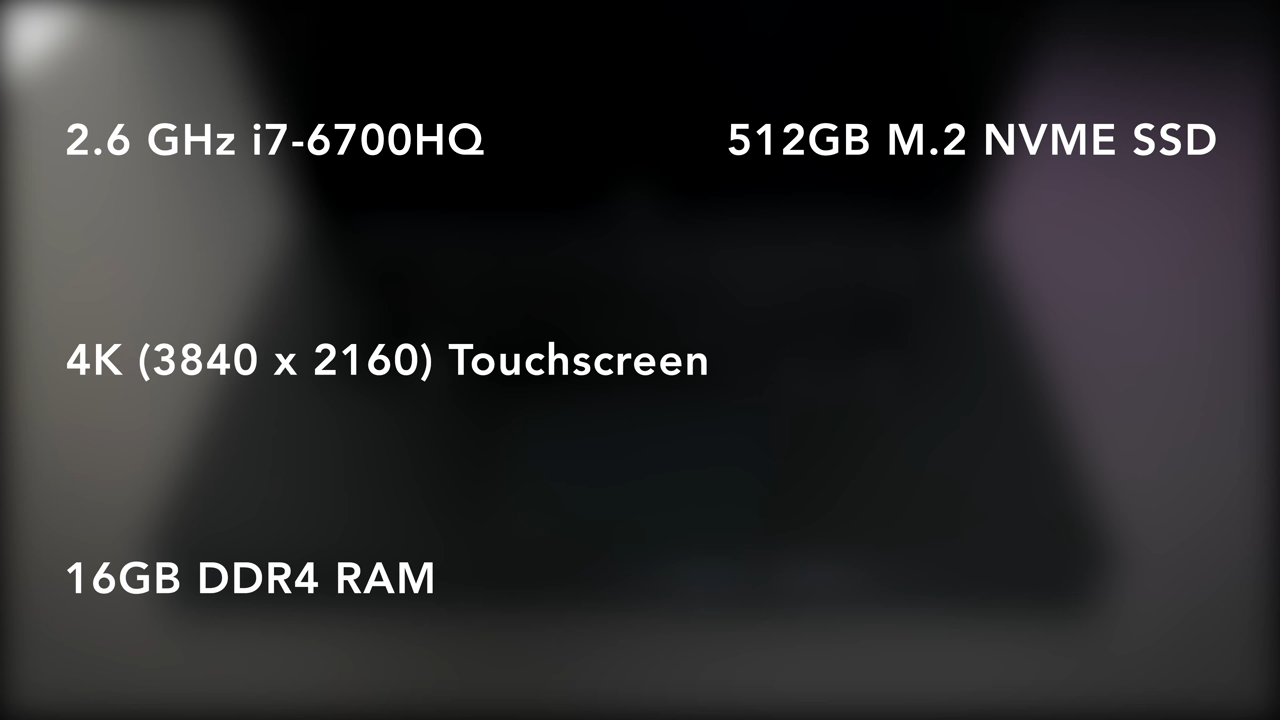 2.6 GHz i7-6700HQ
512GB M.2 NVME SSD
4K (3840 x 2160) Touchscreen
16GB DDR4 RAM